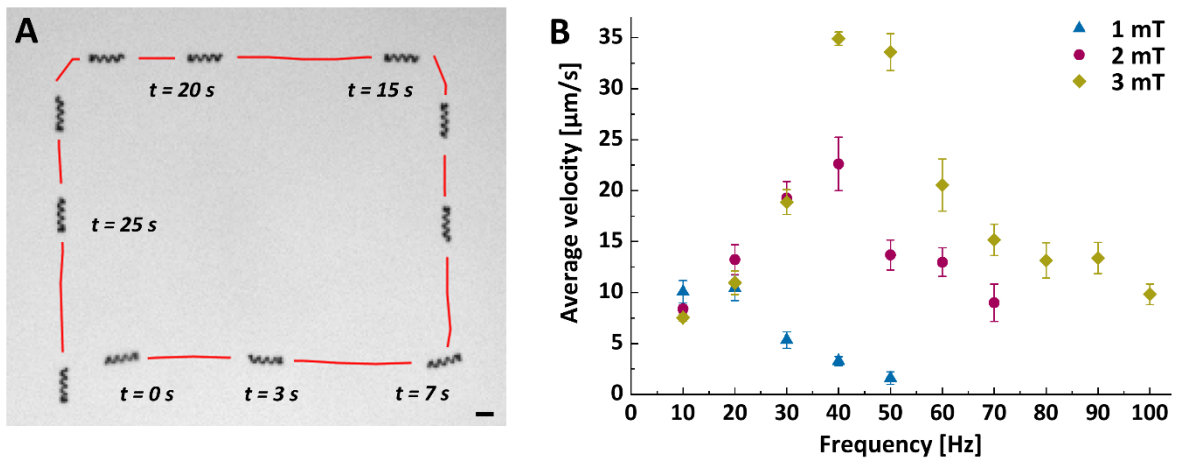 A
t = 20 s
t = 15 s
t = 25 s
t = 0 s
t = 3 s
t = 7 s
B
1 mT
2 mT
3 mT
Average velocity [µm/s]
35
30
25
20
15
10
5
0
0 10 20 30 40 50 60 70 80 90 100
Frequency [Hz]